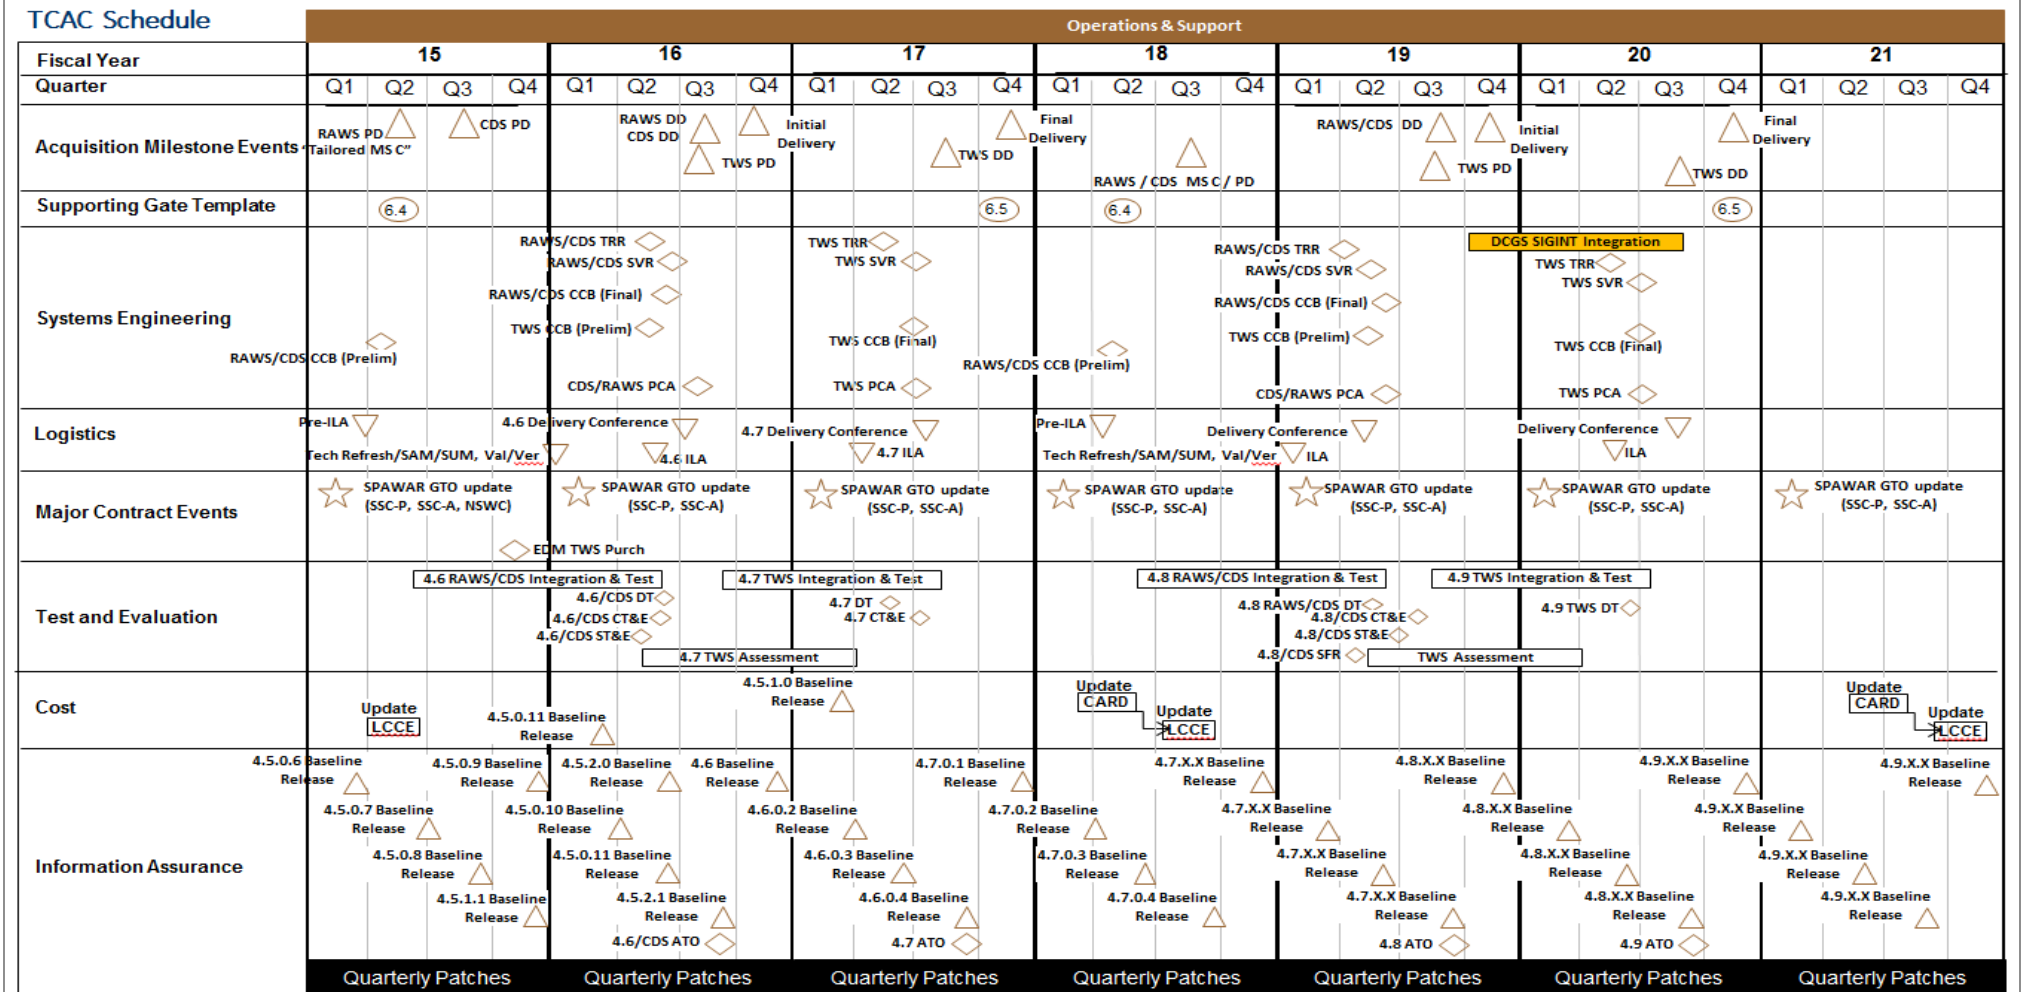 TCAC Schedule
Operations & Support
Fiscal Year
15
16
17
18
19
20
21
Quarter
Q1 Q2 Q3 Q4
Q1 Q2 Q3 Q4
Q1 Q2 Q3 Q4
Q1 Q2 Q3 Q4
Q1 Q2 Q3 Q4
Q1 Q2 Q3 Q4
Q1 Q2 Q3 Q4
Acquisition Milestone Events
RAWS PD
"Tailored MS C"
CDS PD
RAWS DD
CDS DD
TWS PD
Initial
Delivery
TWS DD
Final
Delivery
RAWS / CDS MS C / PD
RAWS/CDS DD
TWS PD
Initial
Delivery
TWS DD
Final
Delivery
Supporting Gate Template
6.4
6.5
6.4
6.5
Systems Engineering
RAWS/CDS CCB (Prelim)
RAWS/CDS TRR
RAWS/CDS SVR
RAWS/CDS CCB (Final)
TWS CCB (Prelim)
CDS/RAWS PCA
TWS TRR
TWS SVR
TWS CCB (Final)
TWS PCA
RAWS/CDS CCB (Prelim)
RAWS/CDS TRR
RAWS/CDS SVR
RAWS/CDS CCB (Final)
TWS CCB (Prelim)
CDS/RAWS PCA
DCGS SIGINT Integration
TWS TRR
TWS SVR
TWS CCB (Final)
TWS PCA
Logistics
Pre-ILA
Tech Refresh/SAM/SUM, Val/Ver
4.6 Delivery Conference
4.6 ILA
4.7 Delivery Conference
4.7 ILA
Pre-ILA
Tech Refresh/SAM/SUM, Val/Ver
Delivery Conference
ILA
Delivery Conference
ILA
Major Contract Events
SPAWAR GTO update
(SSC-P, SSC-A, NSWC)
EDM TWS Purch
SPAWAR GTO update
(SSC-P, SSC-A)
SPAWAR GTO update
(SSC-P, SSC-A)
SPAWAR GTO update
(SSC-P, SSC-A)
SPAWAR GTO update
(SSC-P, SSC-A)
SPAWAR GTO update
(SSC-P, SSC-A)
SPAWAR GTO update
(SSC-P, SSC-A)
Test and Evaluation
4.6 RAWS/CDS Integration & Test
4.6/CDS DT
4.6/CDS CT&E
4.6/CDS ST&E
4.7 TWS Assessment
4.7 TWS Integration & Test
4.7 DT
4.7 CT&E
4.8 RAWS/CDS Integration & Test
4.8 RAWS/CDS DT
4.8/CDS CT&E
4.8/CDS ST&E
4.8/CDS SFR
TWS Assessment
4.9 TWS Integration & Test
4.9 TWS DT
Cost
Update
LCCE
4.5.0.11 Baseline
Release
4.5.1.0 Baseline
Release
Update
CARD
Update
LCCE
Update
CARD
Update
LCCE
Information Assurance
4.5.0.6 Baseline
Release
4.5.0.7 Baseline
Release
4.5.0.8 Baseline
Release
4.5.0.9 Baseline
Release
4.5.1.1 Baseline
Release
4.5.2.0 Baseline
Release
4.5.0.10 Baseline
Release
4.5.0.11 Baseline
Release
4.5.2.1 Baseline
Release
4.6/CDS ATO
4.6 Baseline
Release
4.6.0.2 Baseline
Release
4.6.0.3 Baseline
Release
4.6.0.4 Baseline
Release
4.7 ATO
4.7.0.1 Baseline
Release
4.7.0.2 Baseline
Release
4.7.0.3 Baseline
Release
4.7.0.4 Baseline
Release
4.7.X.X Baseline
Release
4.7.X.X Baseline
Release
4.7.X.X Baseline
Release
4.7.X.X Baseline
Release
4.8 ATO
4.8.X.X Baseline
Release
4.8.X.X Baseline
Release
4.8.X.X Baseline
Release
4.8.X.X Baseline
Release
4.9 ATO
4.9.X.X Baseline
Release
4.9.X.X Baseline
Release
4.9.X.X Baseline
Release
4.9.X.X Baseline
Release
4.9.X.X Baseline
Release
Quarterly Patches
Quarterly Patches
Quarterly Patches
Quarterly Patches
Quarterly Patches
Quarterly Patches
Quarterly Patches